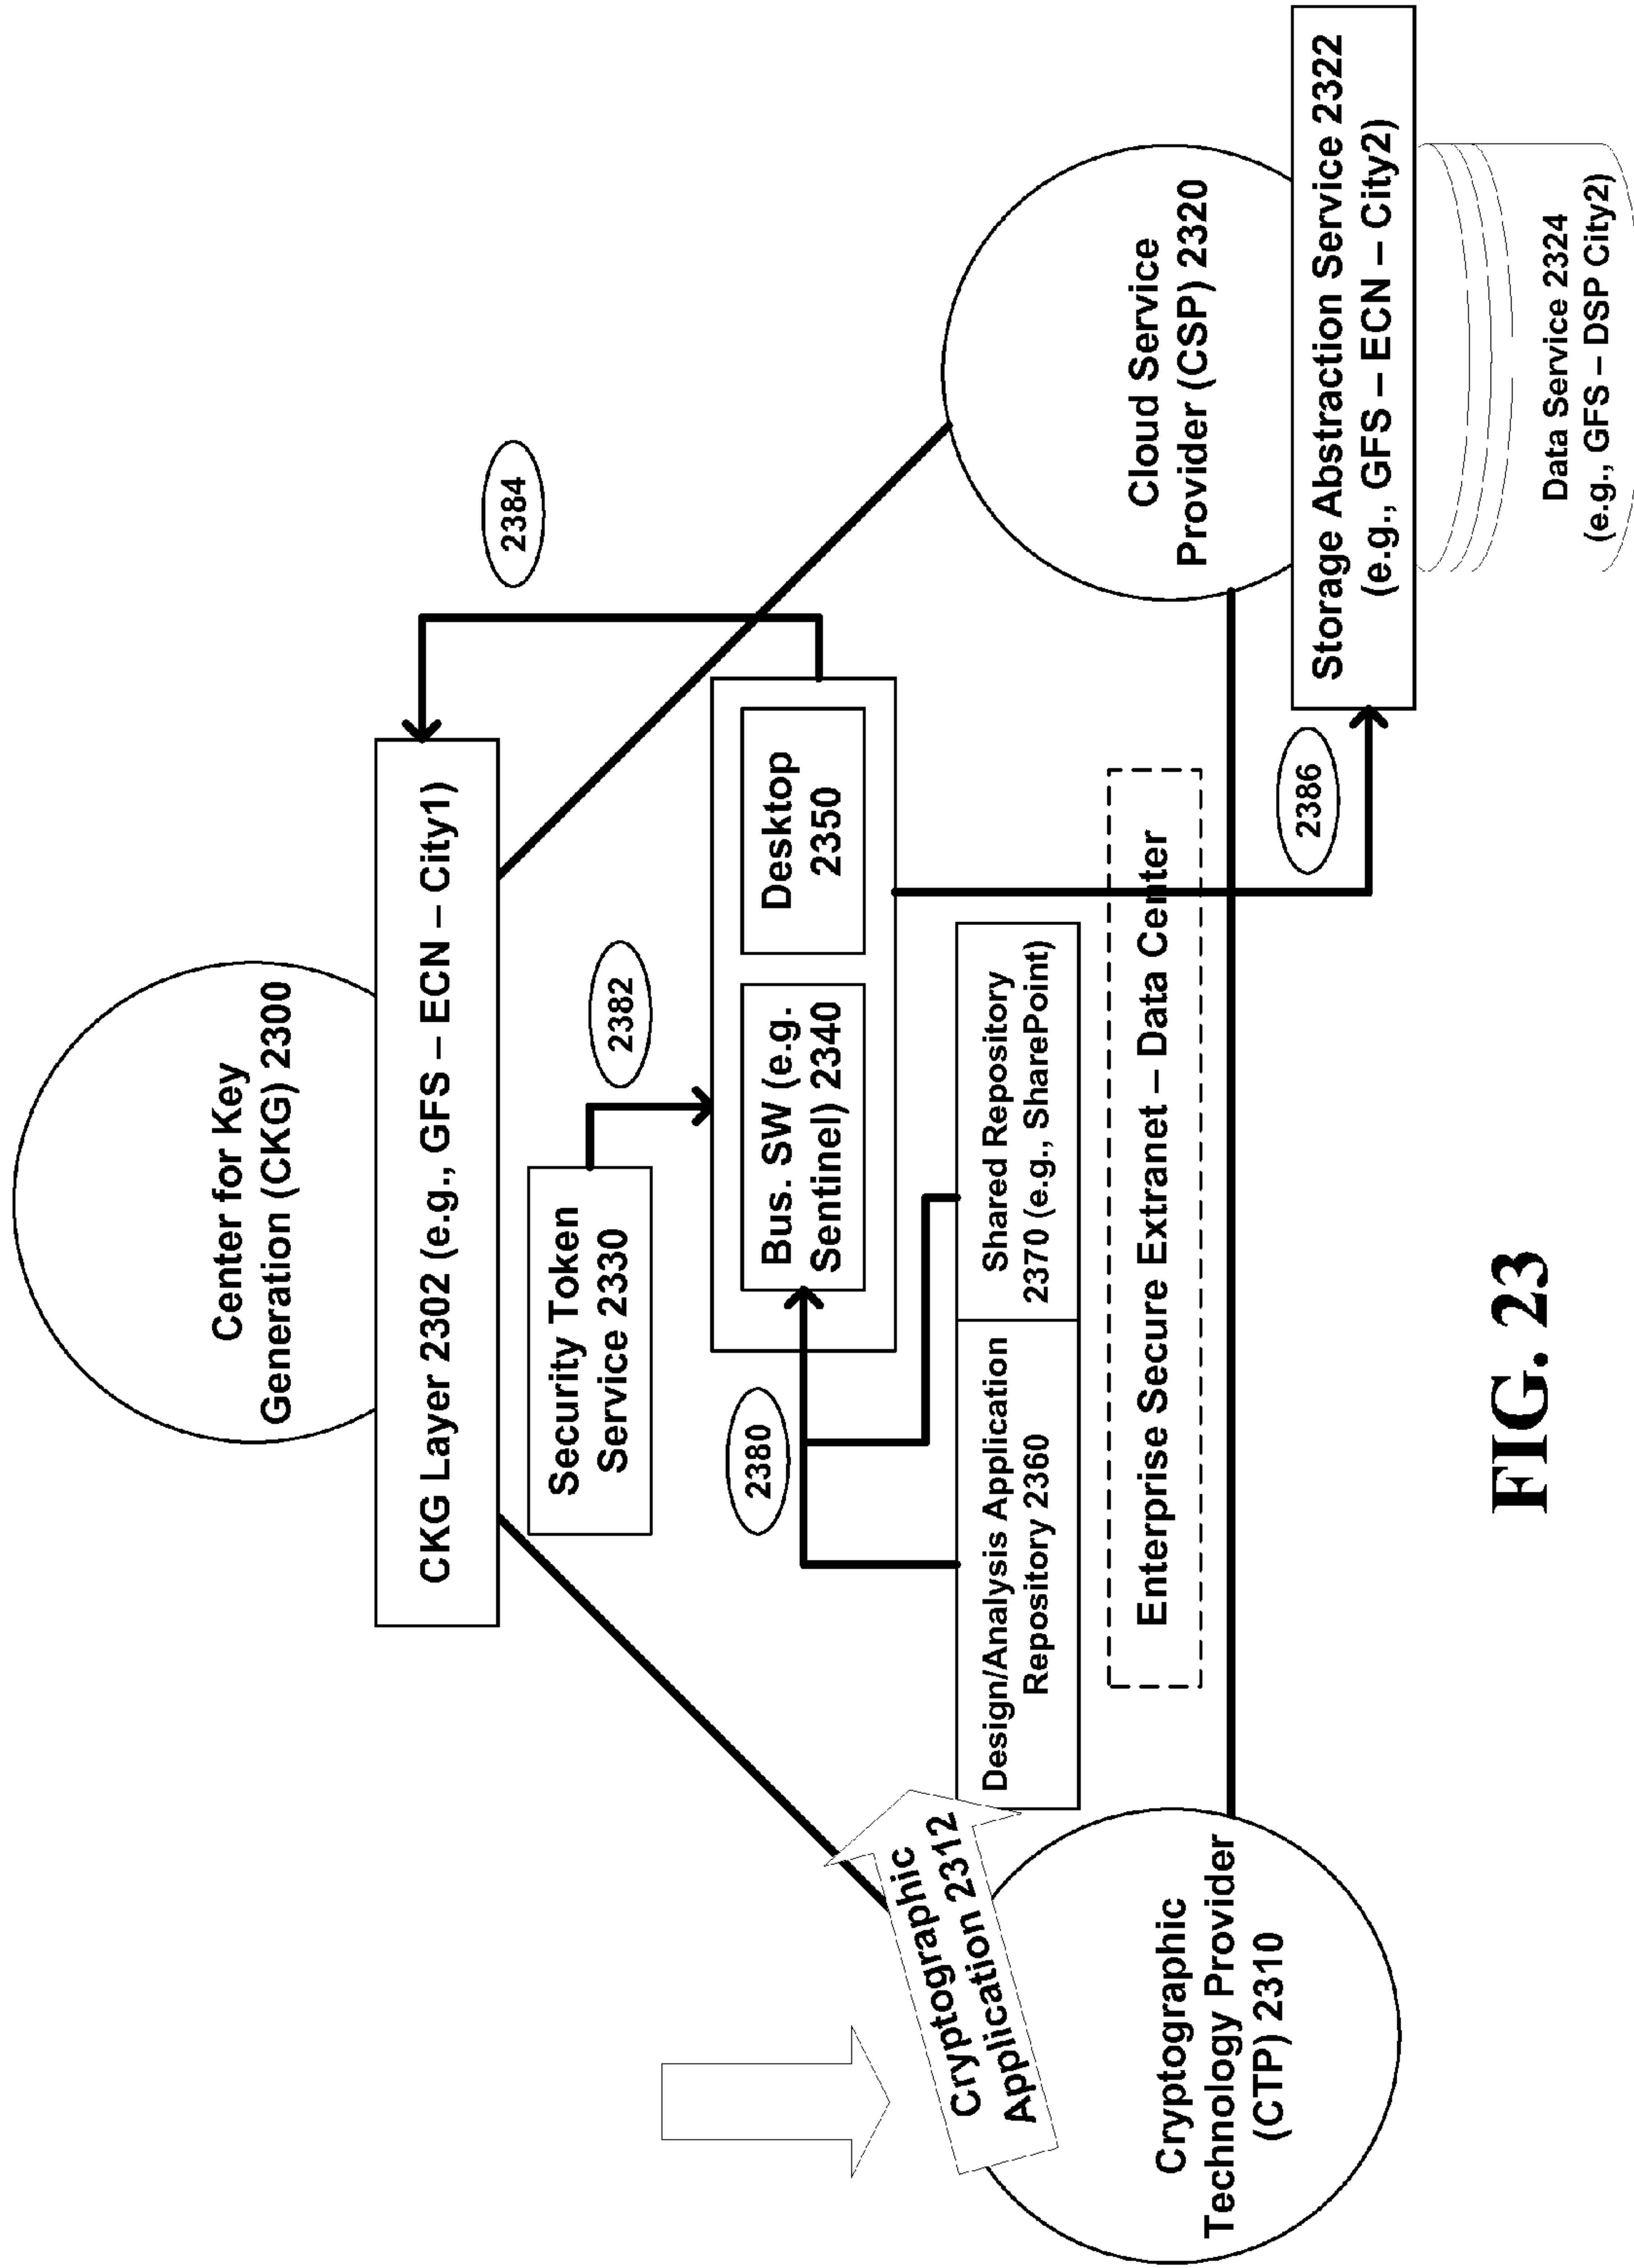 Center for Key
Generation (CKG) 2300
CKG Layer 2302 (e.g., GFS – ECN – City1)
2384
Security Token
Service 2330
2382
2380
Bus. SW (e.g.
Sentinel) 2340
Desktop
2350
Cryptographic
Application 2312
Design/Analysis Application
Repository 2360
Shared Repository
2370 (e.g., SharePoint)
Enterprise Secure Extranet – Data Center
Cryptographic
Technology Provider
(CTP) 2310
Cloud Service
Provider (CSP) 2320
2386
Storage Abstraction Service 2322
(e.g., GFS – ECN – City2)
Data Service 2324
(e.g., GFS – DSP City2)
FIG. 23